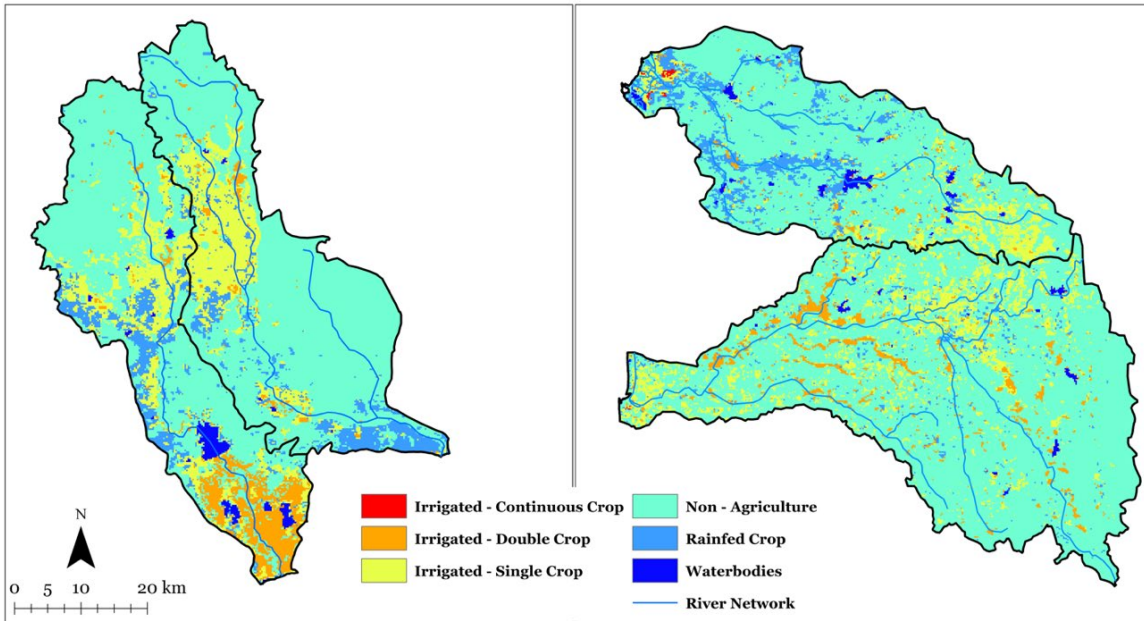 Irrigated - Continuous Crop
Irrigated - Double Crop
Irrigated - Single Crop
Non - Agriculture
Rainfed Crop
Waterbodies
River Network
N
0 5 10 20 km